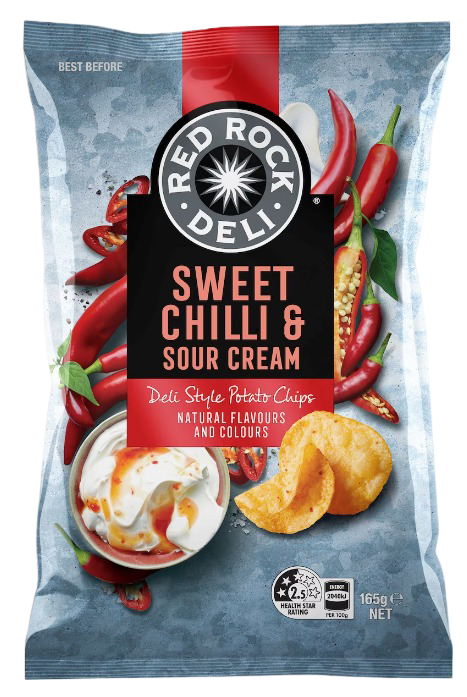 BEST BEFORE
RED ROCK
DELI
®
SWEET
CHILLI &
SOUR CREAM
Deli Style Potato Chips
NATURAL FLAVOURS
AND COLOURS
2.5
HEALTH STAR
RATING
ENERGY
2040kJ
PER 100g
165g ℮
NET